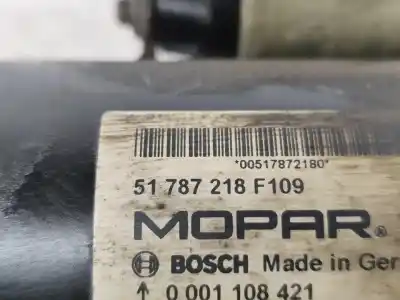 *00517872180*
51 787 218 F109
MOPAR®
BOSCH Made in Ger
0 001 108 421